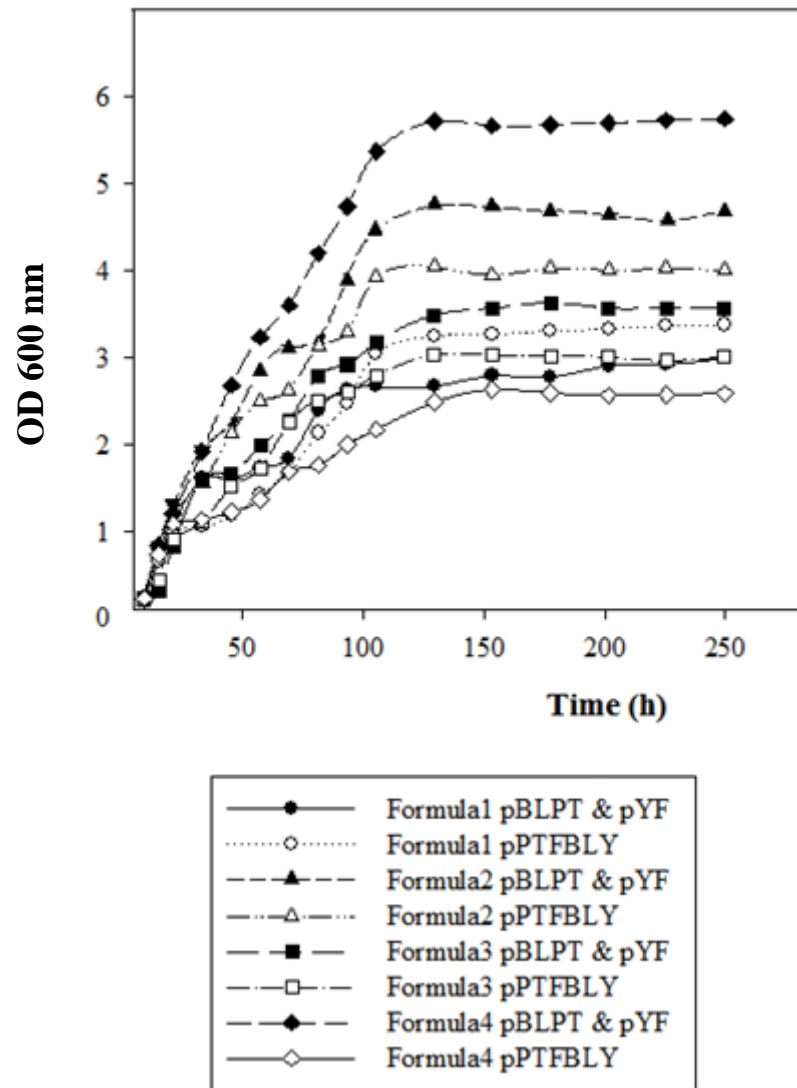 6
5
4
3
2
1
0
OD 600 nm
50 100 150 200 250
Time (h)
Formula1 pBLPT & pYF
Formula1 pPTFBLY
Formula2 pBLPT & pYF
Formula2 pPTFBLY
Formula3 pBLPT & pYF
Formula3 pPTFBLY
Formula4 pBLPT & pYF
Formula4 pPTFBLY